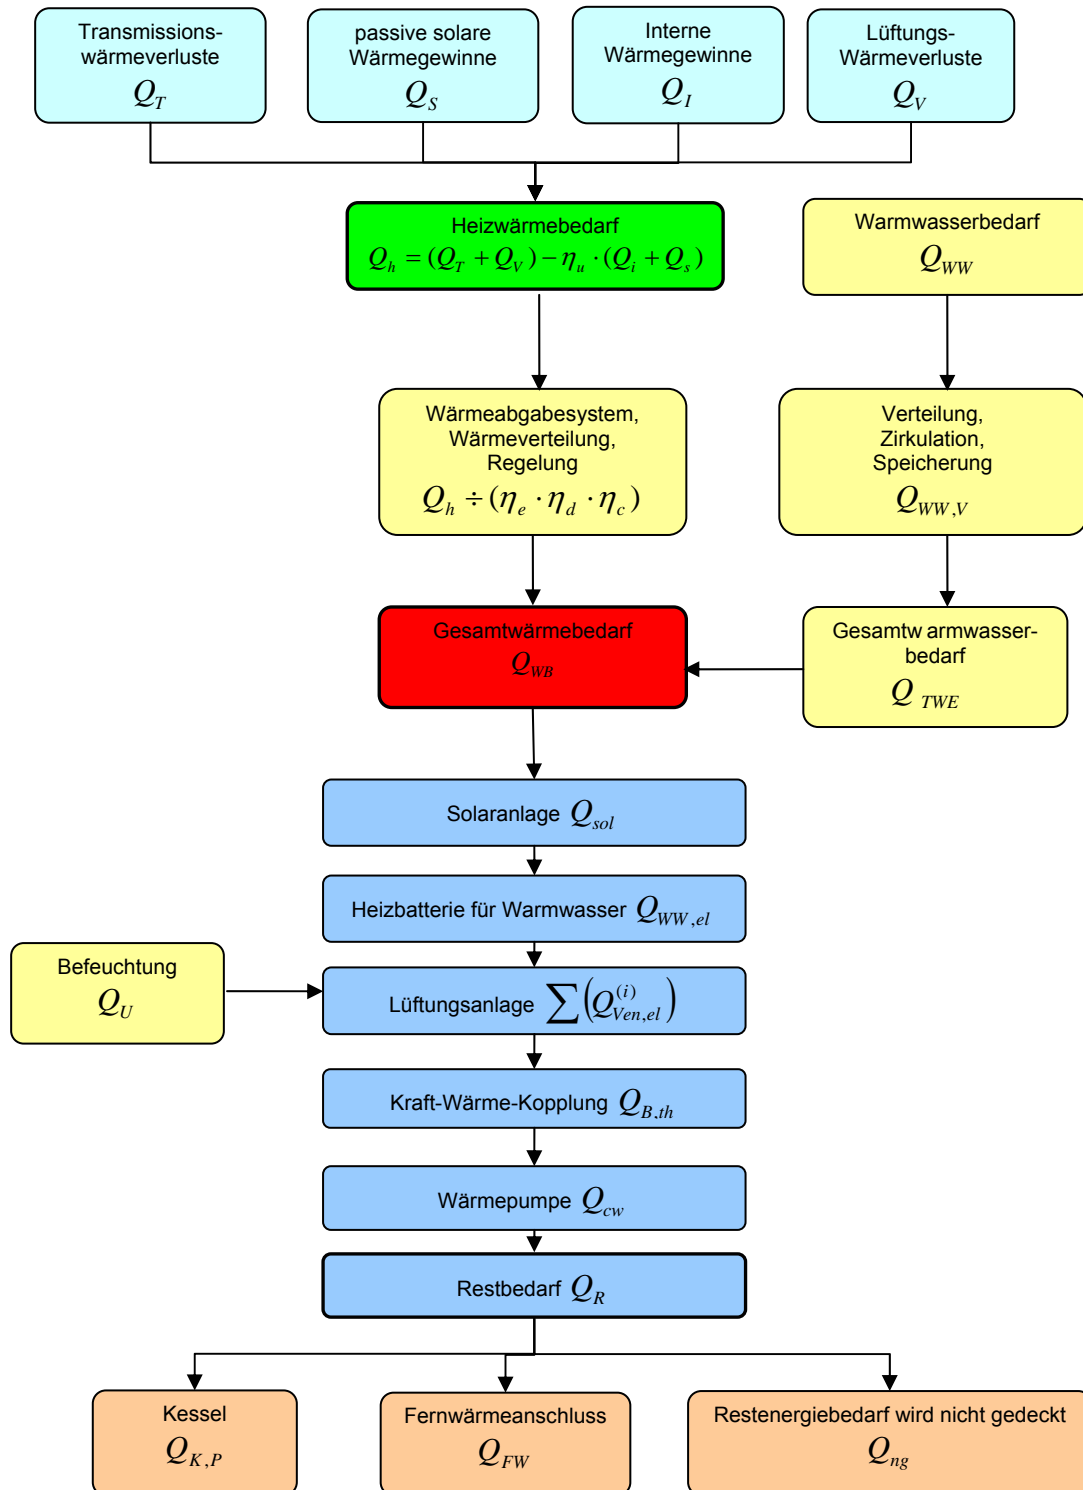 Transmissions-
wärmeverluste
Q_T
passive solare
Wärmegewinne
Q_S
Interne
Wärmegewinne
Q_I
Lüftungs-
Wärmeverluste
Q_V
Heizwärmebedarf
Q_h = (Q_T + Q_V) − η_u · (Q_i + Q_s)
Warmwasserbedarf
Q_WW
Wärmeabgabesystem,
Wärmeverteilung,
Regelung
Q_h ÷ (η_e · η_d · η_c)
Verteilung,
Zirkulation,
Speicherung
Q_WW,V
Gesamtwärmebedarf
Q_WB
Gesamtw armwasser-
bedarf
Q_TWE
Solaranlage Q_sol
Heizbatterie für Warmwasser Q_WW,el
Befeuchtung
Q_U
Lüftungsanlage ∑(Q_Ven,el^(i))
Kraft-Wärme-Kopplung Q_B,th
Wärmepumpe Q_cw
Restbedarf Q_R
Kessel
Q_K,P
Fernwärmeanschluss
Q_FW
Restenergiebedarf wird nicht gedeckt
Q_ng